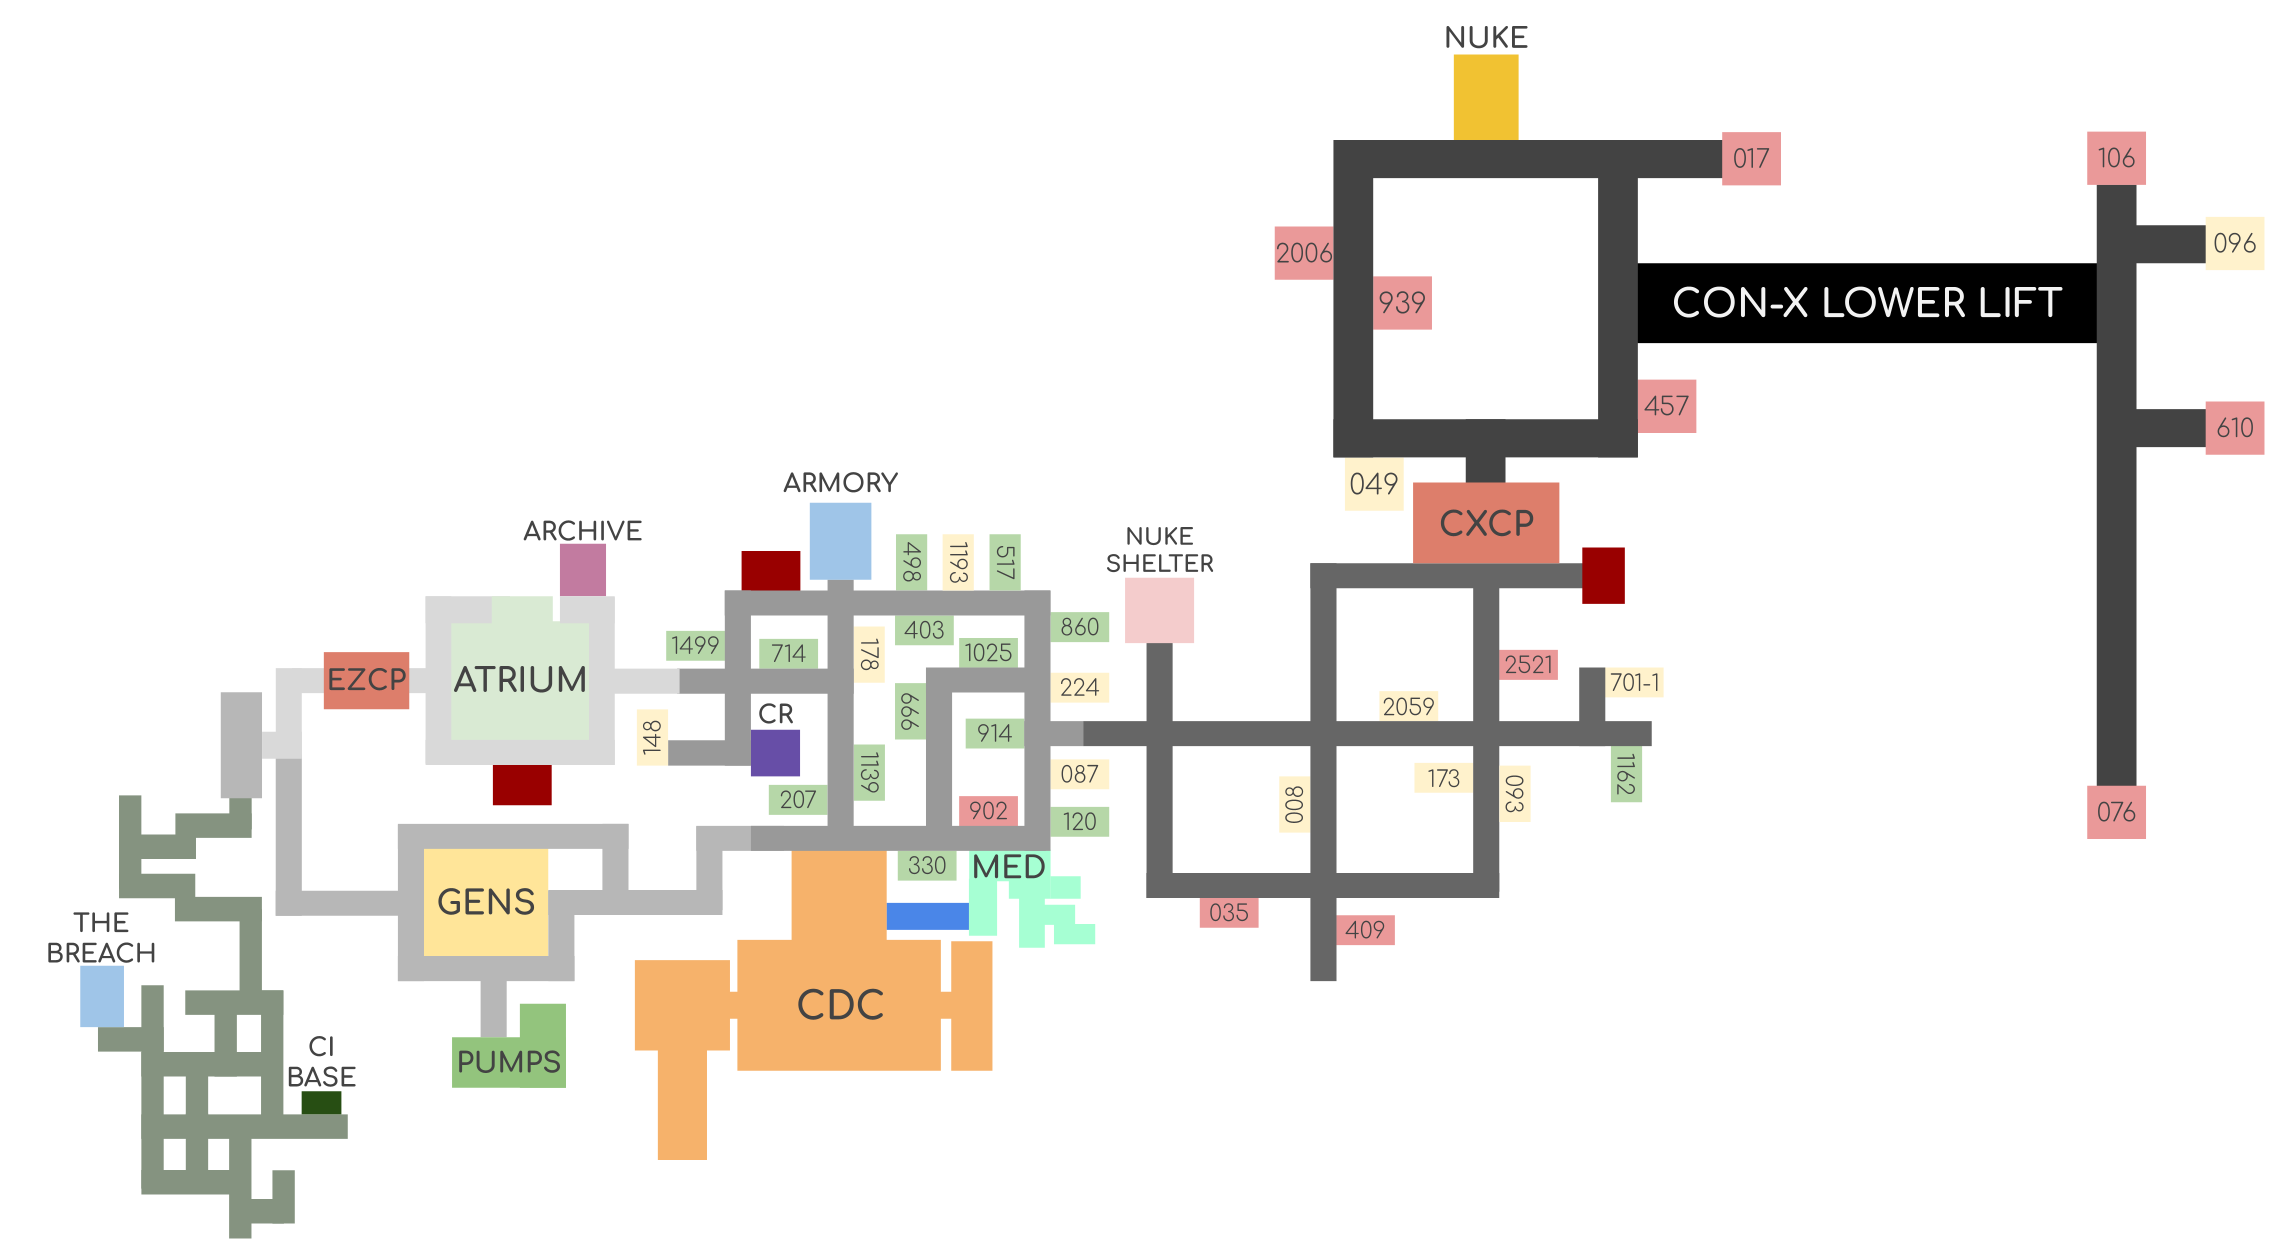 NUKE
017
106
096
2006
939
CON-X LOWER LIFT
457
610
049
CXCP
ARMORY
ARCHIVE
NUKE
SHELTER
498
1193
517
403
860
1499
714
178
1025
EZCP
ATRIUM
2521
701-1
224
666
2059
CR
148
914
1139
207
087
173
093
1162
008
902
120
076
330
MED
GENS
035
409
THE
BREACH
CDC
CI
BASE
PUMPS